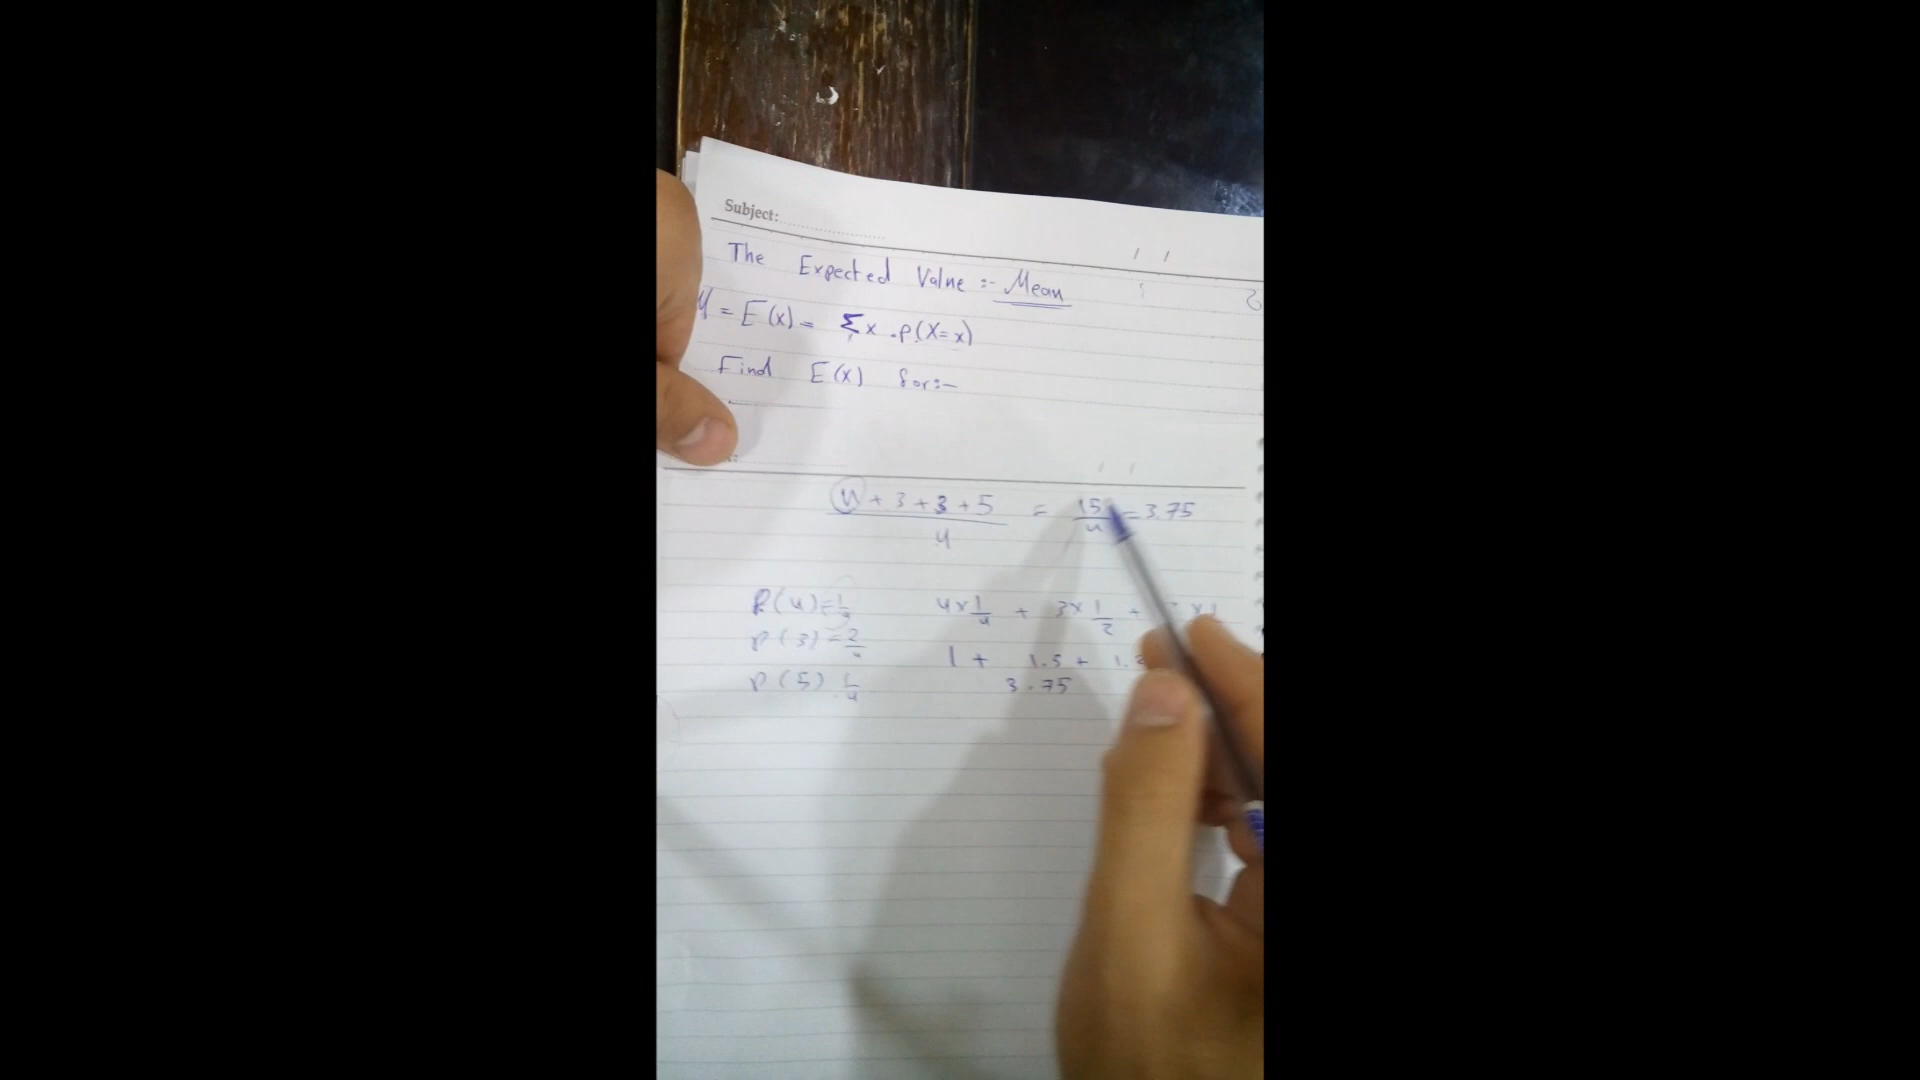 Subject:
The Expected Value :- Mean
M = E(x) = Σx . P(X=x)
Find E(x) for:-
4 + 3 + 3 + 5 / 4 = 15/4 = 3.75
P(4) = 1/4
4 x 1/4 + 3 x 1/2 +
P(3) = 2/4
1 + 1.5 +
P(5) 1/4
3.75